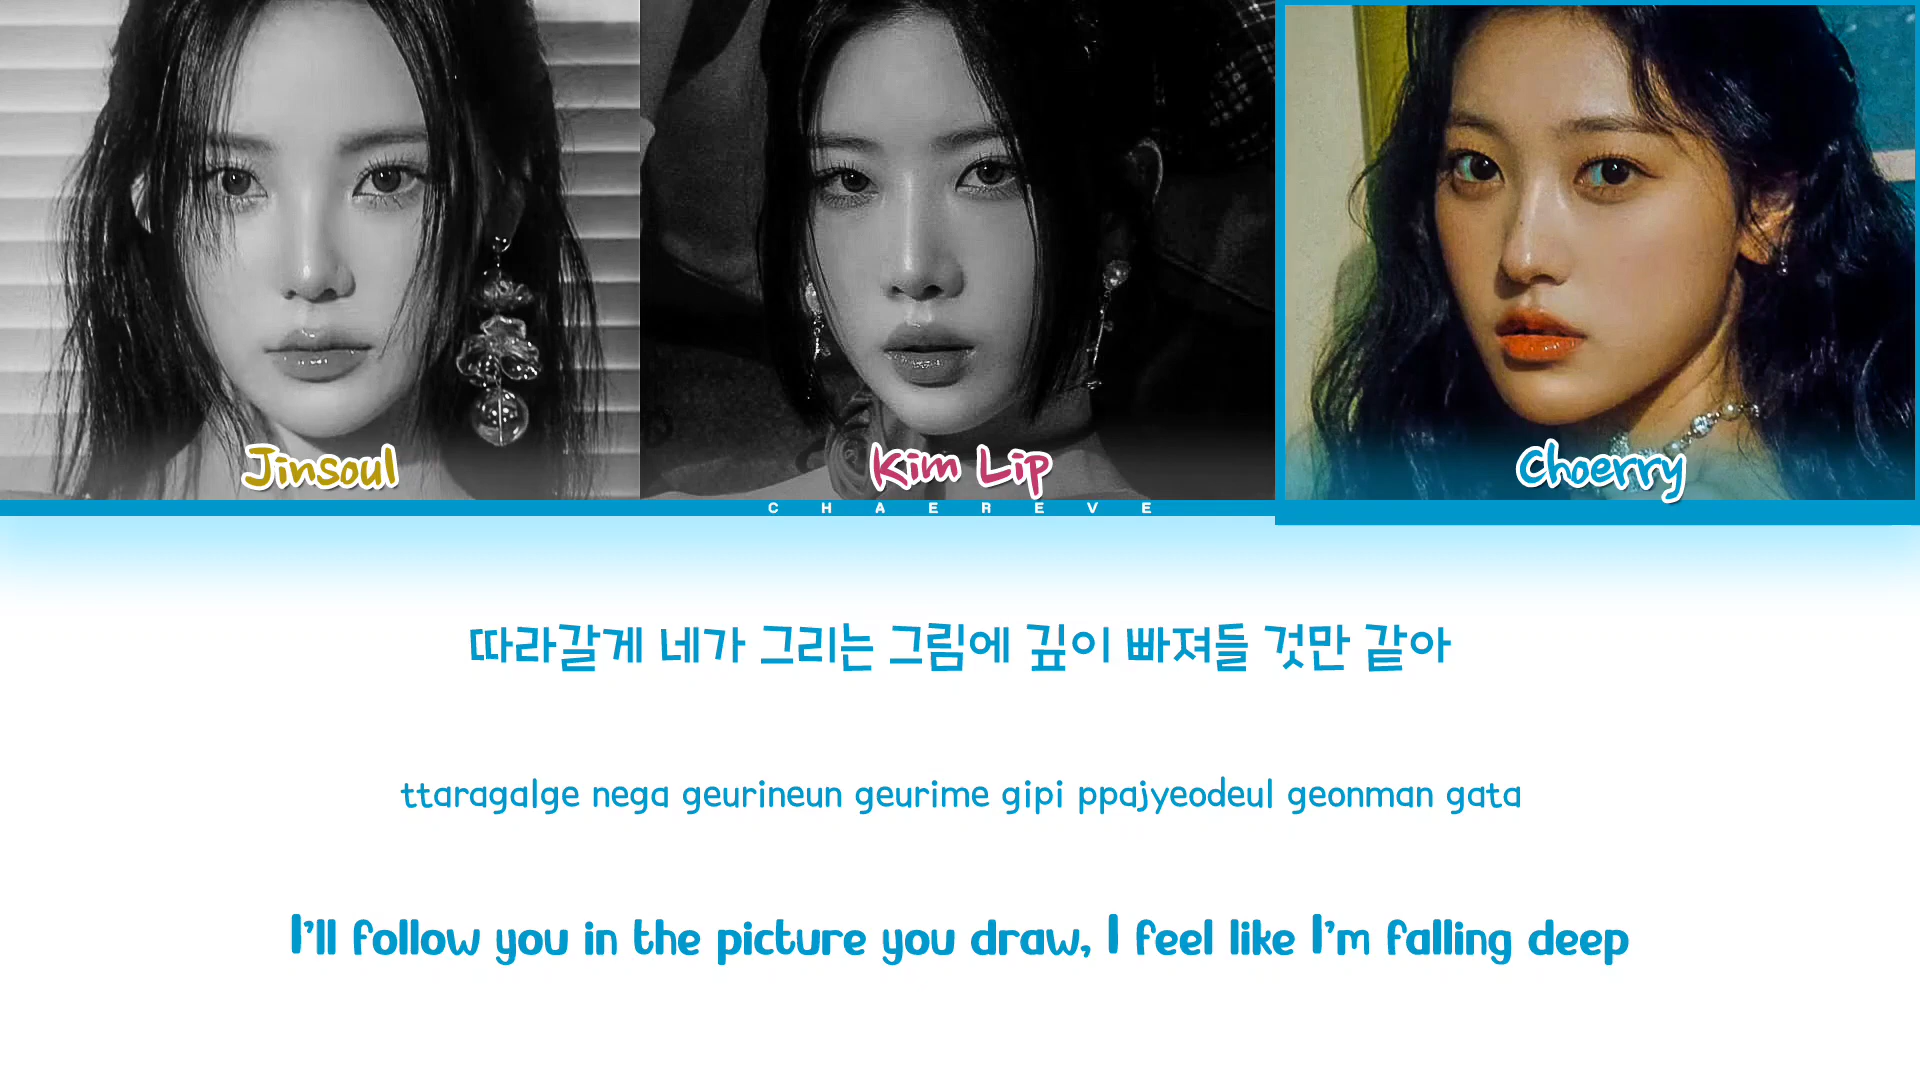 Jinsoul
Kim Lip
Choerry
CHAEREVE
따라갈게 네가 그리는 그림에 깊이 빠져들 것만 같아
ttaragalge nega geurineun geurime gipi ppajyeodeul geonman gata
I'll follow you in the picture you draw, I feel like I'm falling deep